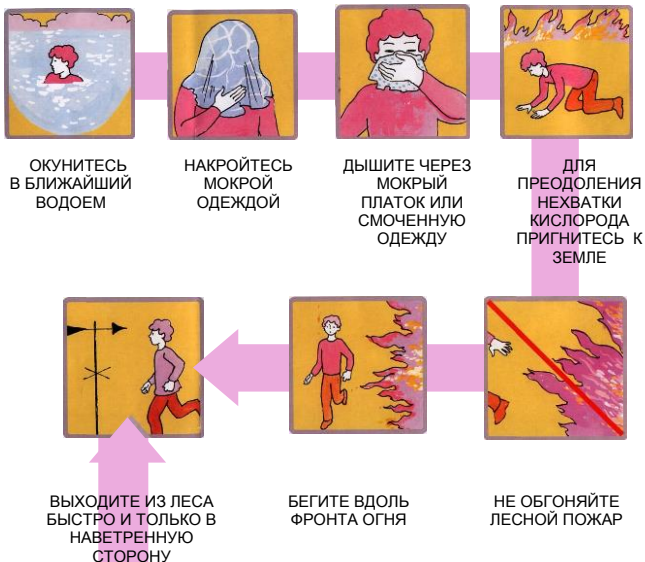 ОКУНИТЕСЬ
В БЛИЖАЙШИЙ
ВОДОЕМ
НАКРОЙТЕСЬ
МОКРОЙ
ОДЕЖДОЙ
ДЫШИТЕ ЧЕРЕЗ
МОКРЫЙ
ПЛАТОК ИЛИ
СМОЧЕННУЮ
ОДЕЖДУ
ДЛЯ
ПРЕОДОЛЕНИЯ
НЕХВАТКИ
КИСЛОРОДА
ПРИГНИТЕСЬ К
ЗЕМЛЕ
ВЫХОДИТЕ ИЗ ЛЕСА
БЫСТРО И ТОЛЬКО В
НАВЕТРЕННУЮ
СТОРОНУ
БЕГИТЕ ВДОЛЬ
ФРОНТА ОГНЯ
НЕ ОБГОНЯЙТЕ
ЛЕСНОЙ ПОЖАР